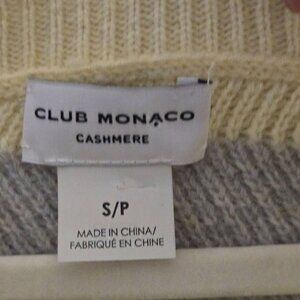 CLUB MONACO
CASHMERE
S/P
MADE IN CHINA/
FABRIQUÉ EN CHINE